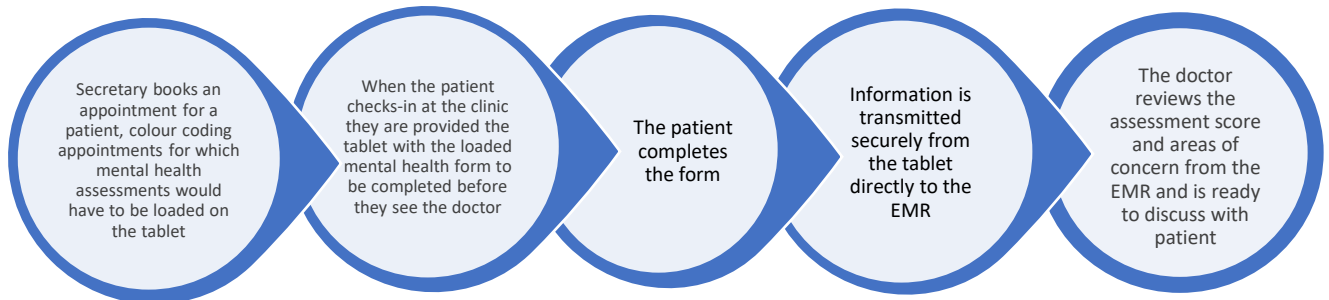 Secretary books an
appointment for a
patient, colour coding
appointments for which
mental health
assessments would
have to be loaded on
the tablet
When the patient
checks-in at the clinic
they are provided the
tablet with the loaded
mental health form to
be completed before
they see the doctor
The patient
completes
the form
Information is
transmitted
securely from
the tablet
directly to the
EMR
The doctor
reviews the
assessment score
and areas of
concern from the
EMR and is ready
to discuss with
patient